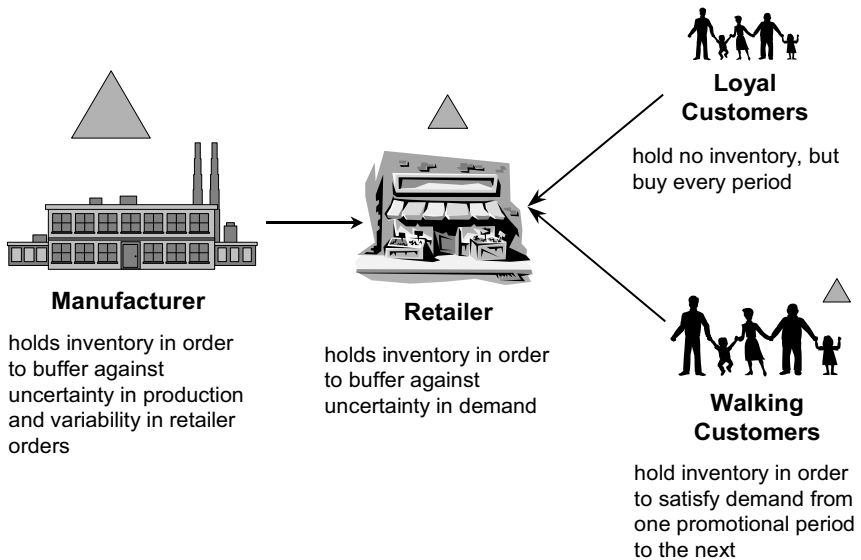 Manufacturer
holds inventory in order
to buffer against
uncertainty in production
and variability in retailer
orders
Retailer
holds inventory in order
to buffer against
uncertainty in demand
Loyal
Customers
hold no inventory, but
buy every period
Walking
Customers
hold inventory in order
to satisfy demand from
one promotional period
to the next